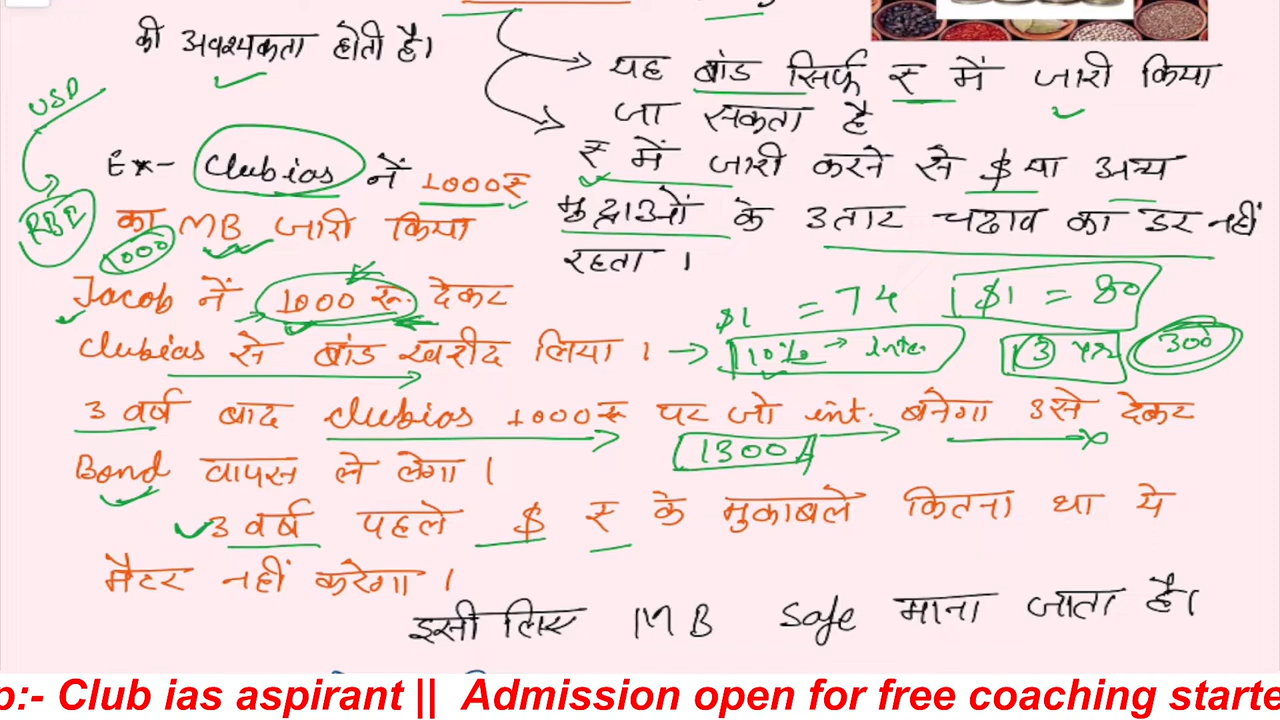 की अवश्यकता होती है।
यह बांड सिर्फ ₹ में जारी किया
जा सकता है
USD
Ex- Clubias नें 1000₹
₹ में जारी करने से $ या अन्य
RBI
का MB जारी किया
मुद्राओं के उतार चढाव का डर नहीं
1000
रहता ।
Jacob नें 1000 रू. देकर
$1 = 74
$1 = 80
Clubias से बांड खरीद लिया ।
10% → Inte.
3
300
3 वर्ष बाद Clubias 1000रू पर जो int. बनेगा उसे देकर
1300
Bond वापस ले लेगा ।
3 वर्ष पहले $ ₹ के मुकाबले कितना था ये
मैटर नहीं करेगा ।
इसी लिए MB Safe माना जाता है।
p:- Club ias aspirant || Admission open for free coaching starte